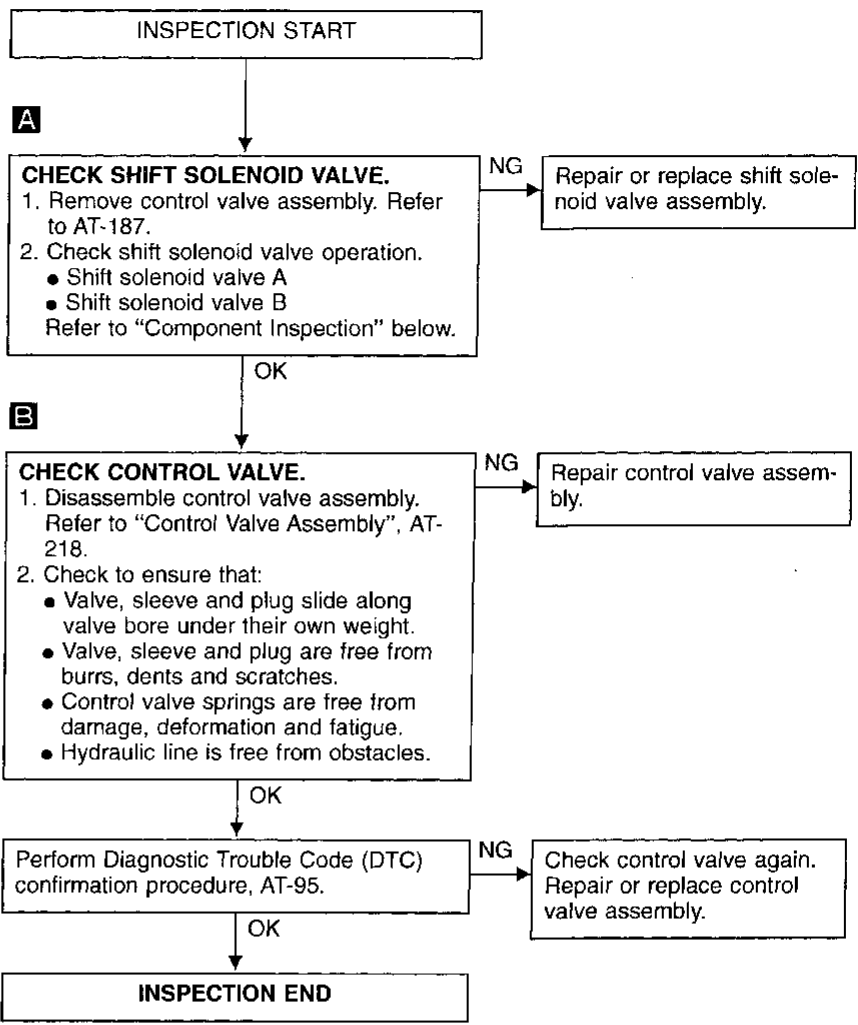 INSPECTION START
A
CHECK SHIFT SOLENOID VALVE.
1. Remove control valve assembly. Refer
to AT-187.
2. Check shift solenoid valve operation.
● Shift solenoid valve A
● Shift solenoid valve B
Refer to "Component Inspection" below.
NG
Repair or replace shift sole-
noid valve assembly.
OK
B
CHECK CONTROL VALVE.
1. Disassemble control valve assembly.
Refer to "Control Valve Assembly", AT-
218.
2. Check to ensure that:
● Valve, sleeve and plug slide along
valve bore under their own weight.
● Valve, sleeve and plug are free from
burrs, dents and scratches.
● Control valve springs are free from
damage, deformation and fatigue.
● Hydraulic line is free from obstacles.
NG
Repair control valve assem-
bly.
OK
Perform Diagnostic Trouble Code (DTC)
confirmation procedure, AT-95.
NG
Check control valve again.
Repair or replace control
valve assembly.
OK
INSPECTION END